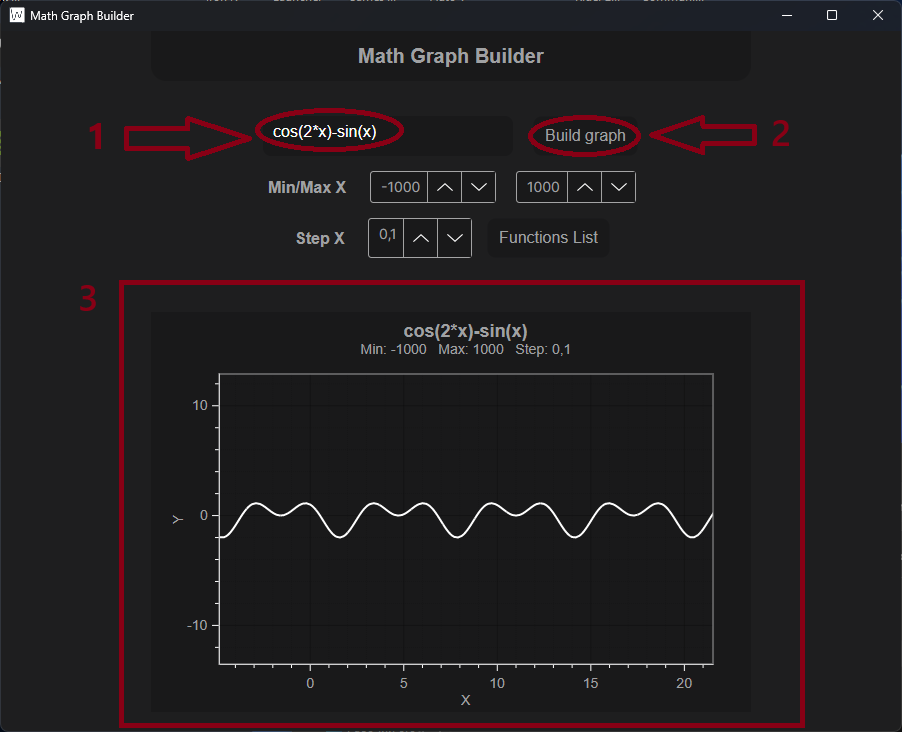 Math Graph Builder
Math Graph Builder
1 cos(2*x)-sin(x) Build graph 2
Min/Max X -1000 1000
Step X 0,1 Functions List
3
cos(2*x)-sin(x)
Min: -1000 Max: 1000 Step: 0,1
10
Y 0
-10
0 5 10 15 20
X